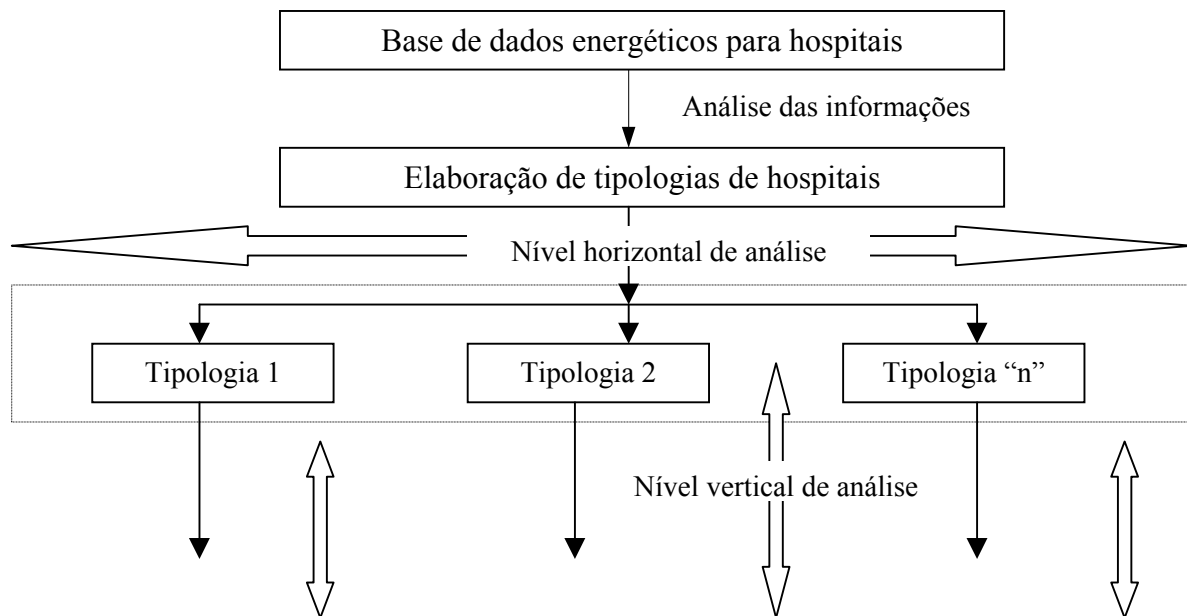 Base de dados energéticos para hospitais
Análise das informações
Elaboração de tipologias de hospitais
Nível horizontal de análise
Tipologia 1
Tipologia 2
Tipologia “n”
Nível vertical de análise